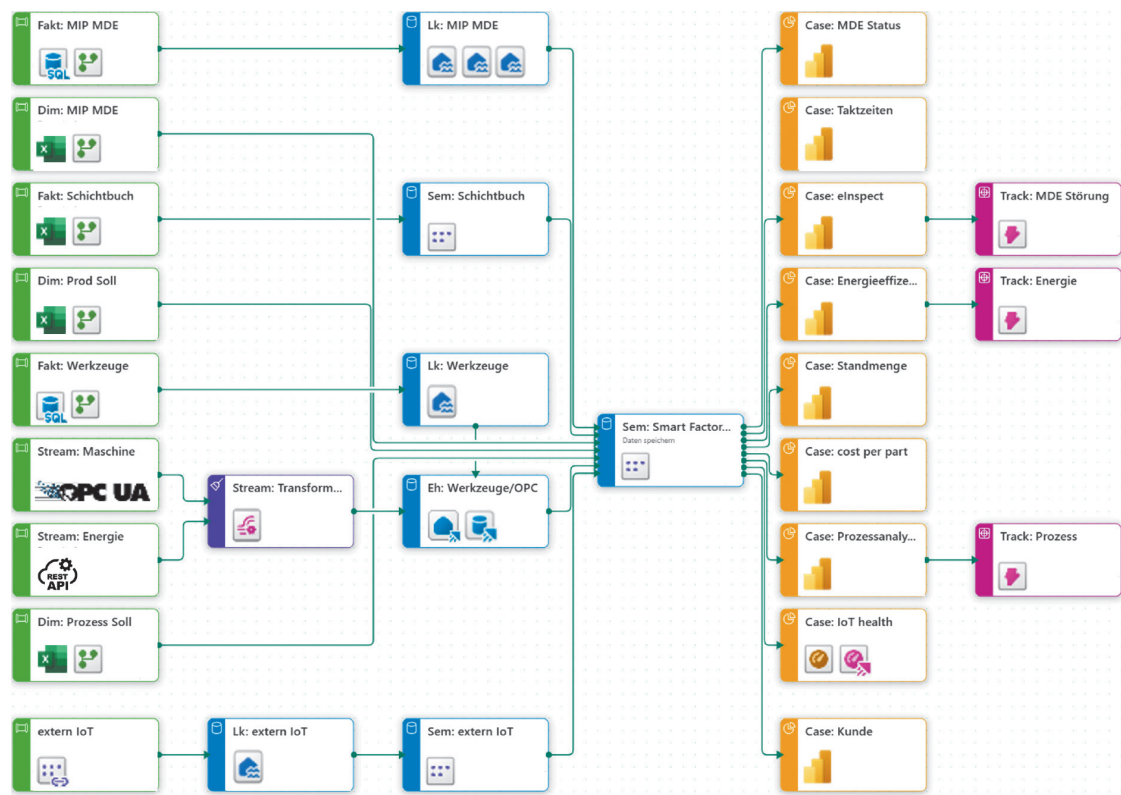 Fakt: MIP MDE
SQL
Lk: MIP MDE
Case: MDE Status
Dim: MIP MDE
Case: Taktzeiten
Fakt: Schichtbuch
Sem: Schichtbuch
Case: eInspect
Track: MDE Störung
Dim: Prod Soll
Case: Energieeffize...
Track: Energie
Fakt: Werkzeuge
SQL
Lk: Werkzeuge
Case: Standmenge
Sem: Smart Factor...
Daten speichern
Stream: Maschine
OPC UA
Stream: Transform...
Eh: Werkzeuge/OPC
Case: cost per part
Stream: Energie
REST
API
Case: Prozessanaly...
Track: Prozess
Dim: Prozess Soll
Case: IoT health
extern IoT
Lk: extern IoT
Sem: extern IoT
Case: Kunde